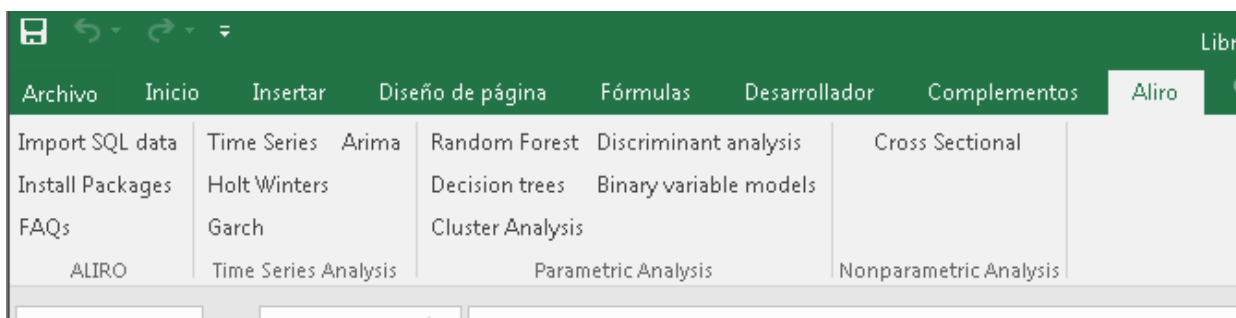 Libr
Archivo Inicio Insertar Diseño de página Fórmulas Desarrollador Complementos Aliro
Import SQL data Time Series Arima Random Forest Discriminant analysis Cross Sectional
Install Packages Holt Winters Decision trees Binary variable models
FAQs Garch Cluster Analysis
ALIRO Time Series Analysis Parametric Analysis Nonparametric Analysis